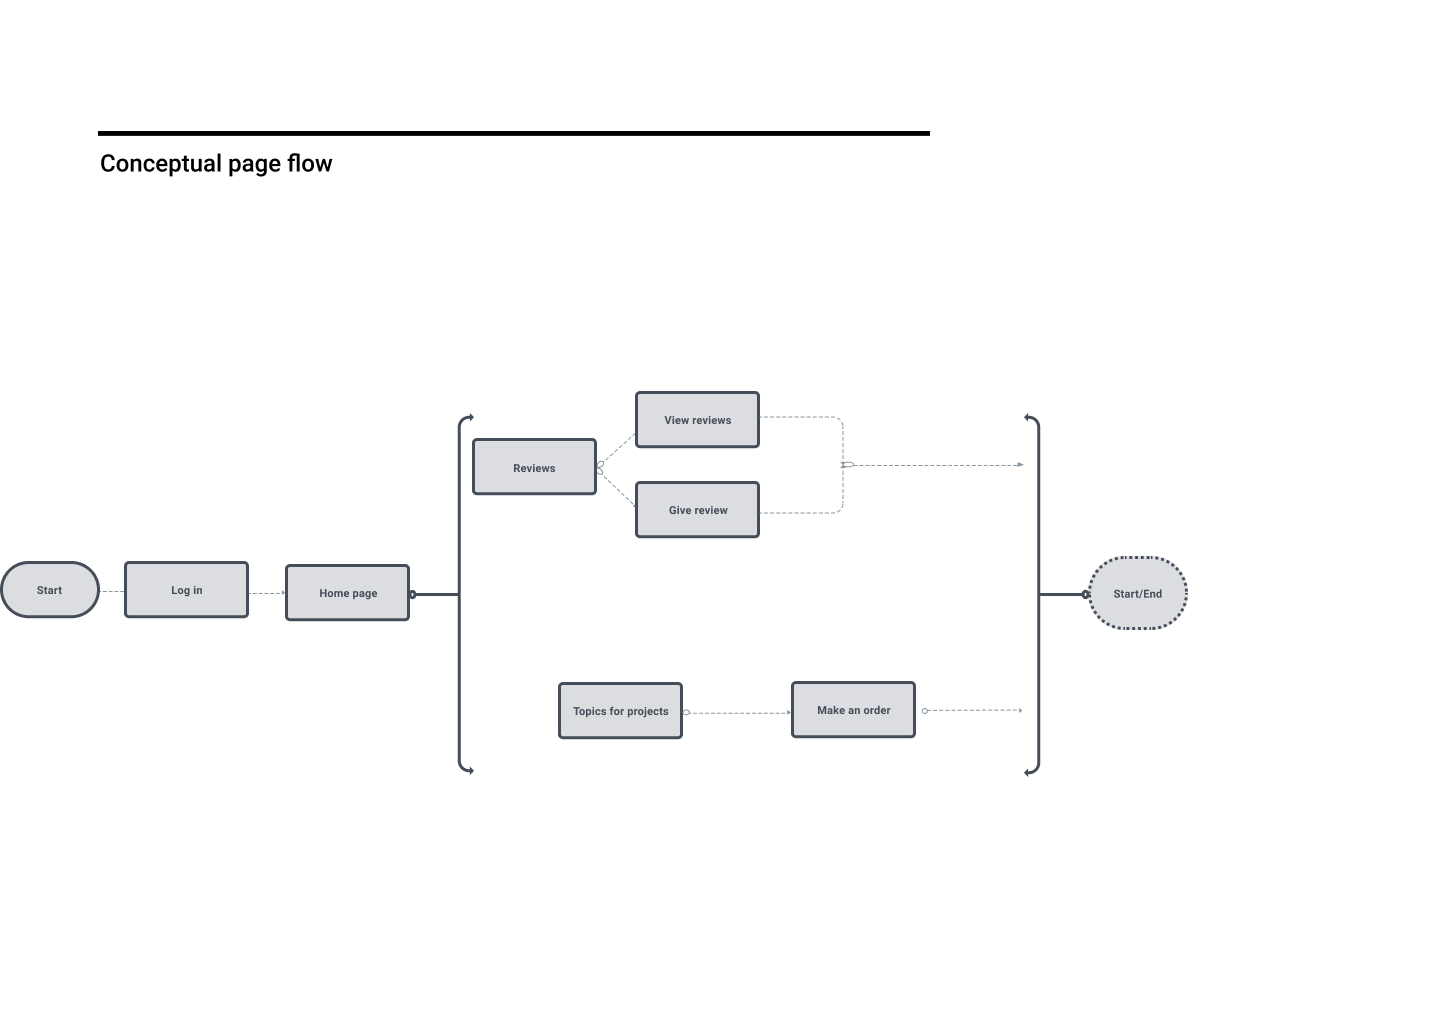 Conceptual page flow
View reviews
Reviews
Give review
Start
Log in
Home page
Start/End
Topics for projects
Make an order